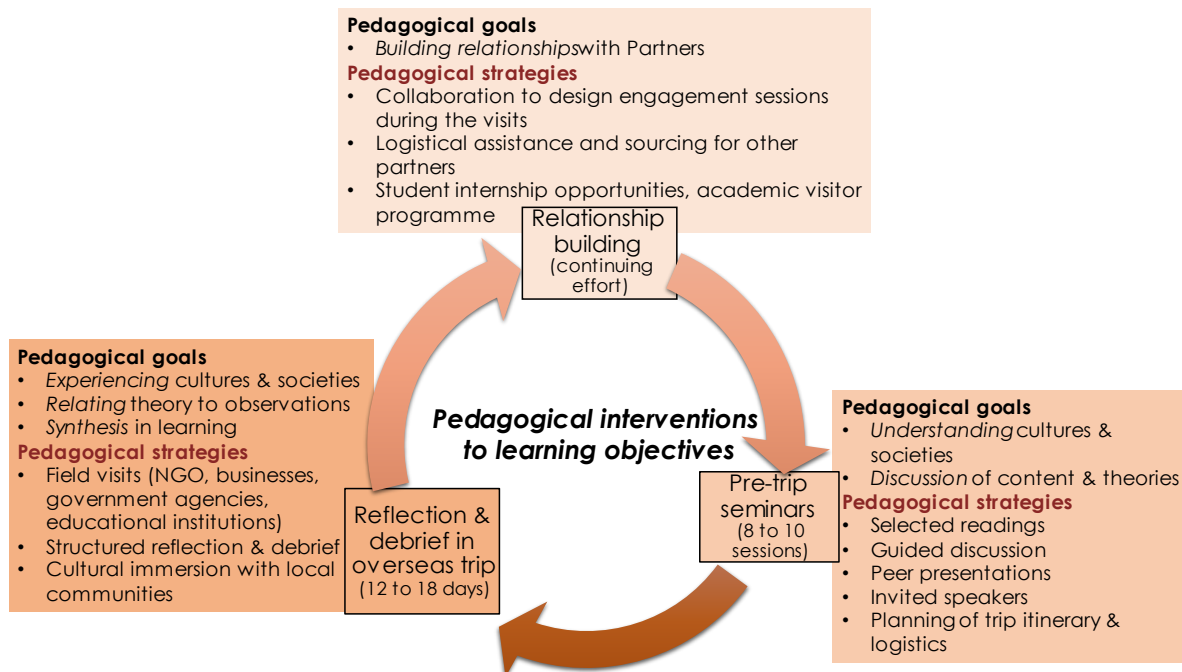 Pedagogical goals
• Building relationshipswith Partners
Pedagogical strategies
• Collaboration to design engagement sessions
during the visits
• Logistical assistance and sourcing for other
partners
• Student internship opportunities, academic visitor
programme
Relationship
building
(continuing
effort)
Pedagogical goals
• Experiencing cultures & societies
• Relating theory to observations
• Synthesis in learning
Pedagogical strategies
• Field visits (NGO, businesses,
government agencies,
educational institutions)
• Structured reflection & debrief
• Cultural immersion with local
communities
Reflection &
debrief in
overseas trip
(12 to 18 days)
Pedagogical interventions
to learning objectives
Pre-trip
seminars
(8 to 10
sessions)
Pedagogical goals
• Understanding cultures &
societies
• Discussion of content & theories
Pedagogical strategies
• Selected readings
• Guided discussion
• Peer presentations
• Invited speakers
• Planning of trip itinerary &
logistics